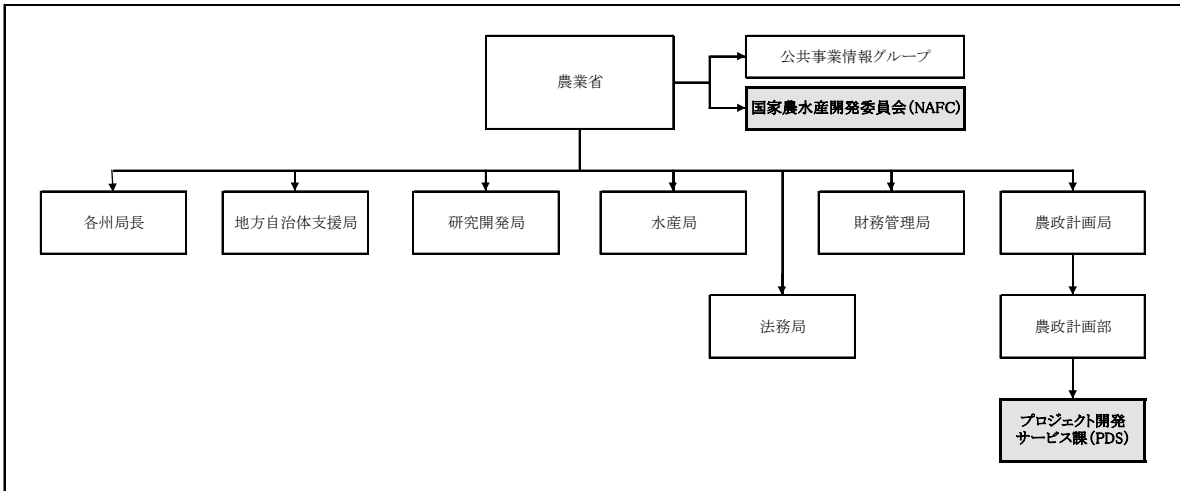 公共事業情報グループ
農業省
国家農水産開発委員会(NAFC)
各州局長
地方自治体支援局
研究開発局
水産局
財務管理局
農政計画局
法務局
農政計画部
プロジェクト開発
サービス課(PDS)